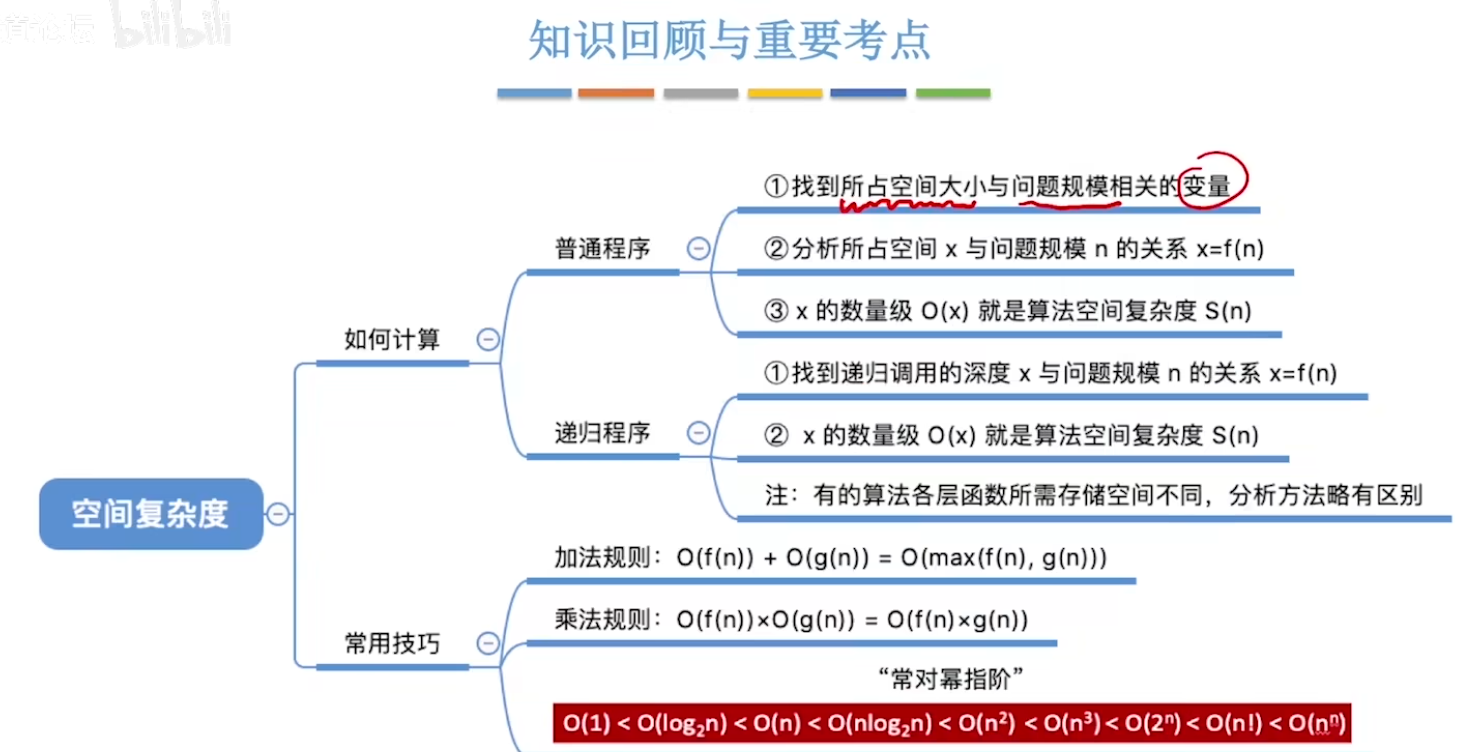 bilibili
知识回顾与重要考点
①找到所占空间大小与问题规模相关的变量
普通程序
②分析所占空间 x 与问题规模 n 的关系 x=f(n)
③ x 的数量级 O(x) 就是算法空间复杂度 S(n)
如何计算
①找到递归调用的深度 x 与问题规模 n 的关系 x=f(n)
递归程序
② x 的数量级 O(x) 就是算法空间复杂度 S(n)
注：有的算法各层函数所需存储空间不同，分析方法略有区别
空间复杂度
加法规则：O(f(n)) + O(g(n)) = O(max(f(n), g(n)))
乘法规则：O(f(n))×O(g(n)) = O(f(n)×g(n))
常用技巧
“常对幂指阶”
O(1) < O(log₂n) < O(n) < O(nlog₂n) < O(n²) < O(n³) < O(2ⁿ) < O(n!) < O(nⁿ)